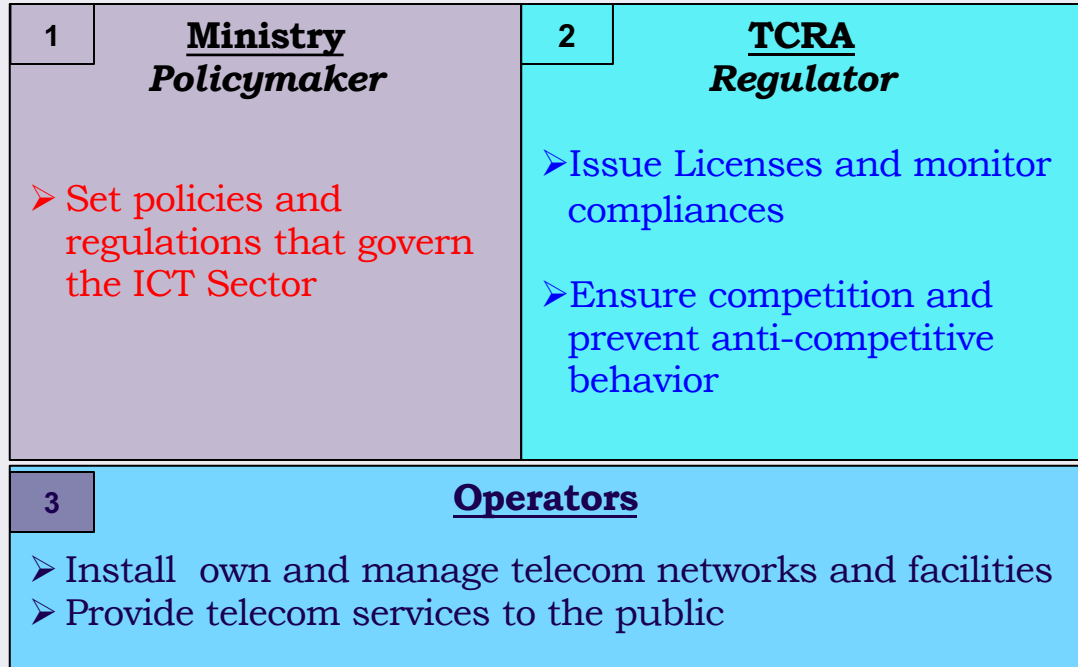 1
Ministry
Policymaker
➢ Set policies and
regulations that govern
the ICT Sector
2
TCRA
Regulator
➢Issue Licenses and monitor
compliances
➢Ensure competition and
prevent anti-competitive
behavior
3
Operators
➢ Install  own and manage telecom networks and facilities
➢ Provide telecom services to the public